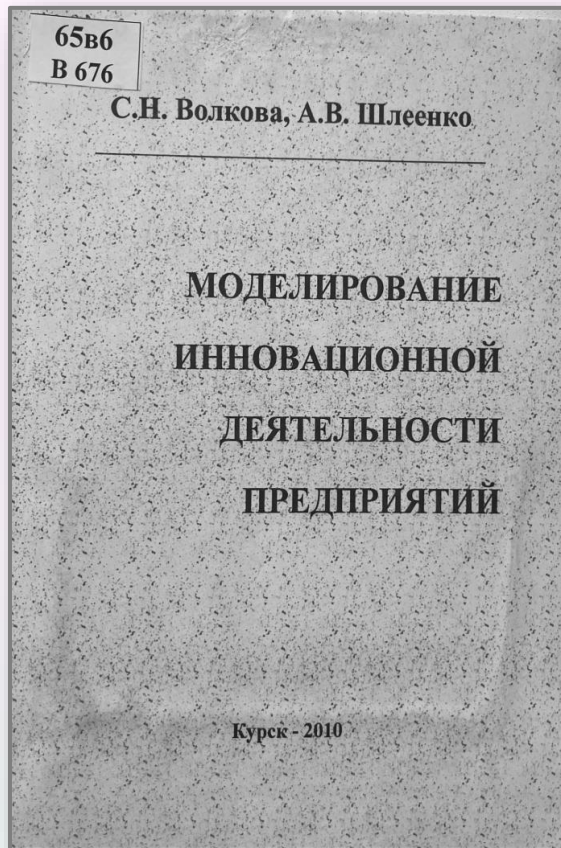 65в6
В 676
С.Н. Волкова, А.В. Шлеенко
МОДЕЛИРОВАНИЕ
ИННОВАЦИОННОЙ
ДЕЯТЕЛЬНОСТИ
ПРЕДПРИЯТИЙ
Курск - 2010